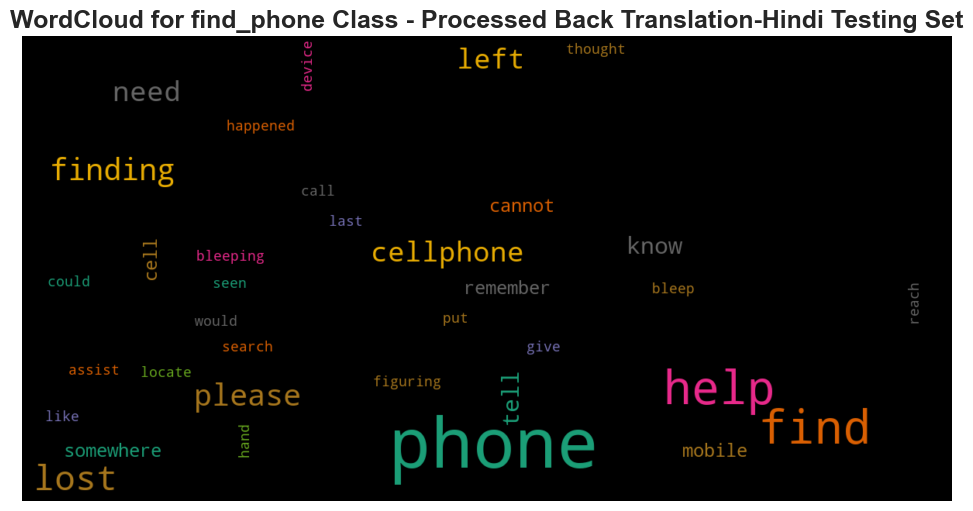 WordCloud for find_phone Class - Processed Back Translation-Hindi Testing Set
device
left
thought
need
happened
finding
call
cannot
last
cell
bleeping
cellphone
know
could
seen
remember
bleep
reach
would
put
search
give
assist
locate
figuring
please
tell
help
like
find
somewhere
hand
phone
mobile
lost